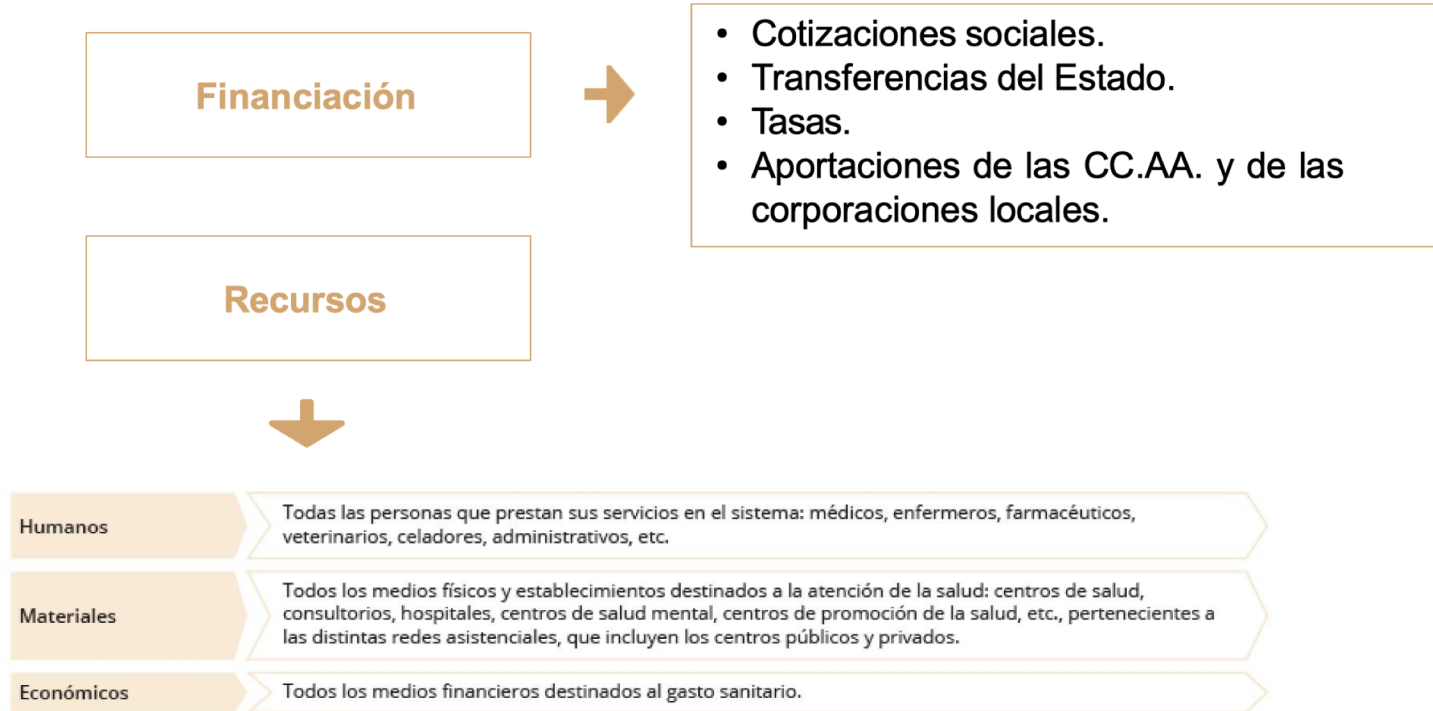 Financiación
• Cotizaciones sociales.
• Transferencias del Estado.
• Tasas.
• Aportaciones de las CC.AA. y de las
corporaciones locales.
Recursos
Humanos
Todas las personas que prestan sus servicios en el sistema: médicos, enfermeros, farmacéuticos,
veterinarios, celadores, administrativos, etc.
Materiales
Todos los medios físicos y establecimientos destinados a la atención de la salud: centros de salud,
consultorios, hospitales, centros de salud mental, centros de promoción de la salud, etc., pertenecientes a
las distintas redes asistenciales, que incluyen los centros públicos y privados.
Económicos
Todos los medios financieros destinados al gasto sanitario.